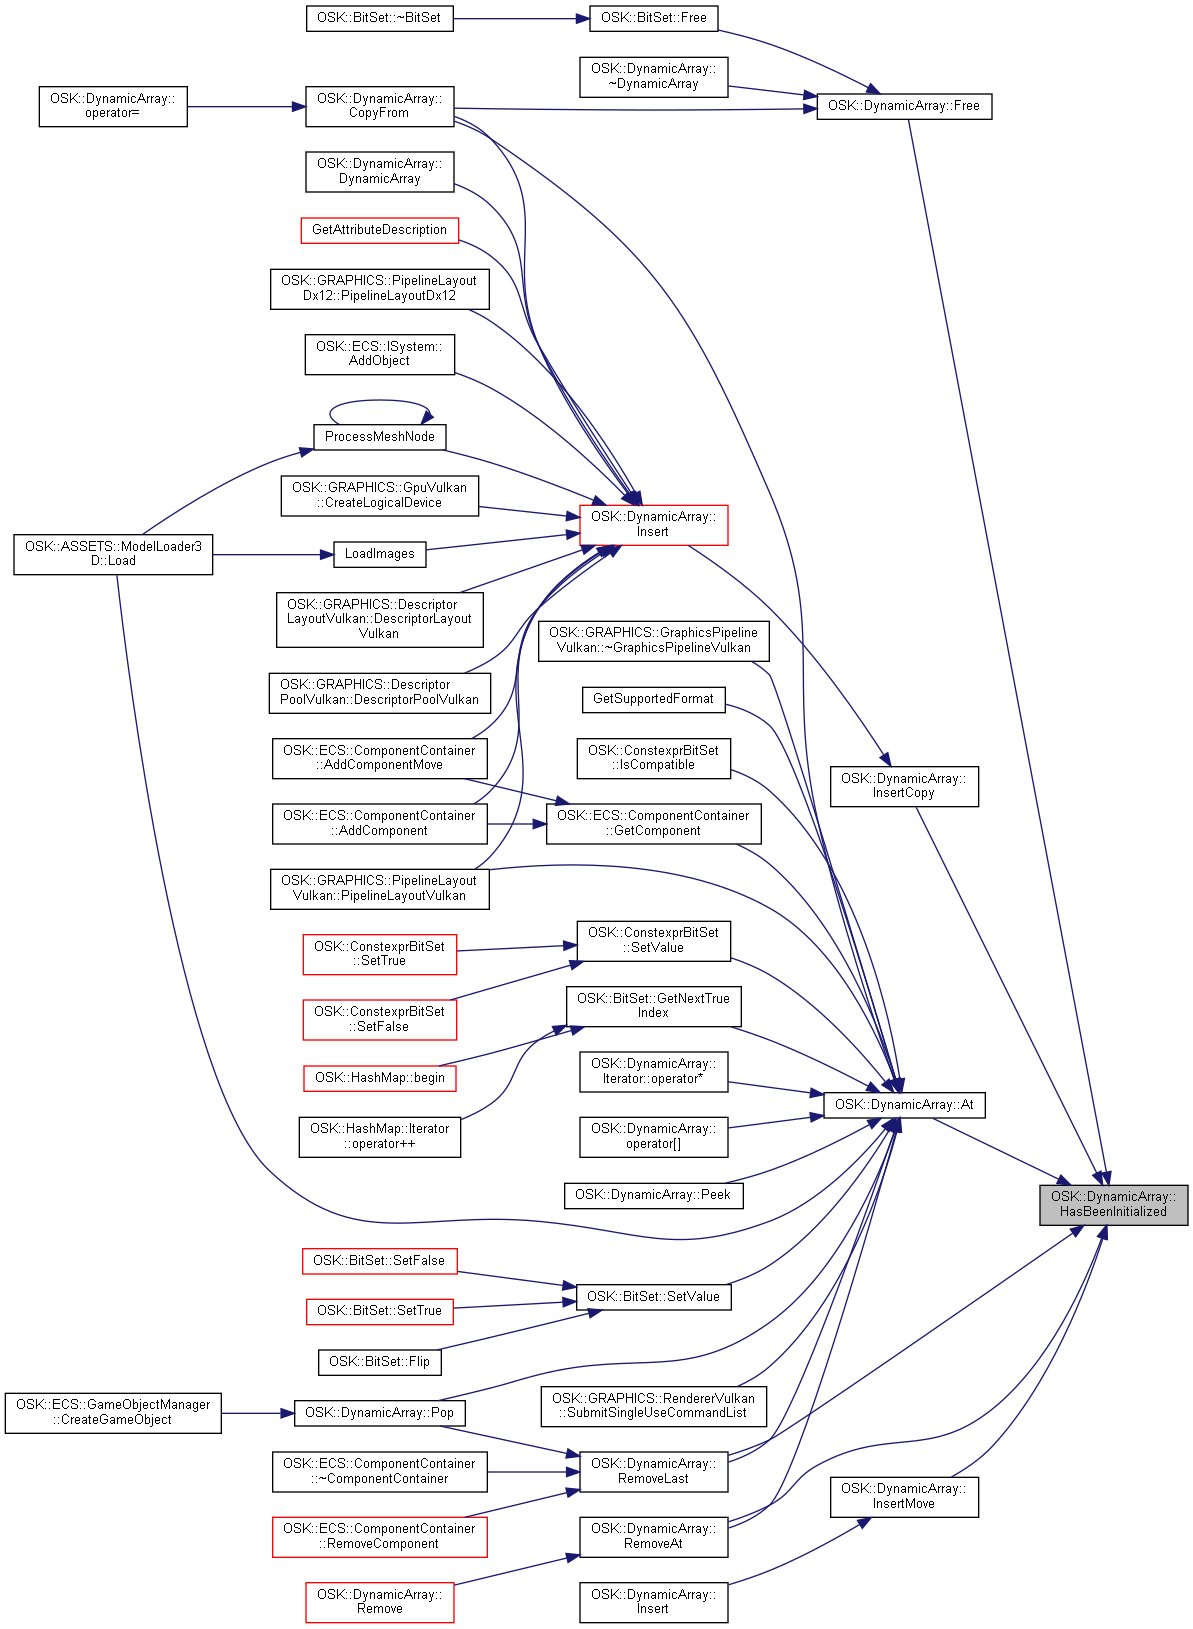 OSK::BitSet::~BitSet
OSK::BitSet::Free
OSK::DynamicArray::
~DynamicArray
OSK::DynamicArray::Free
OSK::DynamicArray::
operator=
OSK::DynamicArray::
CopyFrom
OSK::DynamicArray::
DynamicArray
GetAttributeDescription
OSK::GRAPHICS::PipelineLayout
Dx12::PipelineLayoutDx12
OSK::ECS::ISystem::
AddObject
ProcessMeshNode
OSK::GRAPHICS::GpuVulkan
::CreateLogicalDevice
OSK::DynamicArray::
Insert
OSK::ASSETS::ModelLoader3
D::Load
LoadImages
OSK::GRAPHICS::Descriptor
LayoutVulkan::DescriptorLayout
Vulkan
OSK::GRAPHICS::GraphicsPipeline
Vulkan::~GraphicsPipelineVulkan
OSK::GRAPHICS::Descriptor
PoolVulkan::DescriptorPoolVulkan
GetSupportedFormat
OSK::ECS::ComponentContainer
::AddComponentMove
OSK::ConstexprBitSet
::IsCompatible
OSK::DynamicArray::
InsertCopy
OSK::ECS::ComponentContainer
::AddComponent
OSK::ECS::ComponentContainer
::GetComponent
OSK::GRAPHICS::PipelineLayout
Vulkan::PipelineLayoutVulkan
OSK::ConstexprBitSet
::SetTrue
OSK::ConstexprBitSet
::SetValue
OSK::ConstexprBitSet
::SetFalse
OSK::BitSet::GetNextTrue
Index
OSK::HashMap::begin
OSK::DynamicArray::
Iterator::operator*
OSK::DynamicArray::At
OSK::HashMap::Iterator
::operator++
OSK::DynamicArray::
operator[]
OSK::DynamicArray::Peek
OSK::DynamicArray::
HasBeenInitialized
OSK::BitSet::SetFalse
OSK::BitSet::SetValue
OSK::BitSet::SetTrue
OSK::BitSet::Flip
OSK::ECS::GameObjectManager
::CreateGameObject
OSK::DynamicArray::Pop
OSK::GRAPHICS::RendererVulkan
::SubmitSingleUseCommandList
OSK::ECS::ComponentContainer
::~ComponentContainer
OSK::DynamicArray::
RemoveLast
OSK::DynamicArray::
InsertMove
OSK::ECS::ComponentContainer
::RemoveComponent
OSK::DynamicArray::
RemoveAt
OSK::DynamicArray::
Remove
OSK::DynamicArray::
Insert